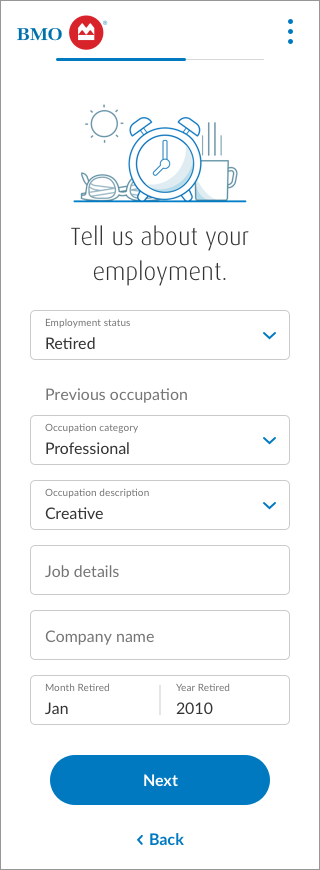 BMO
Tell us about your
employment.
Employment status
Retired
Previous occupation
Occupation category
Professional
Occupation description
Creative
Job details
Company name
Month Retired
Jan
Year Retired
2010
Next
Back